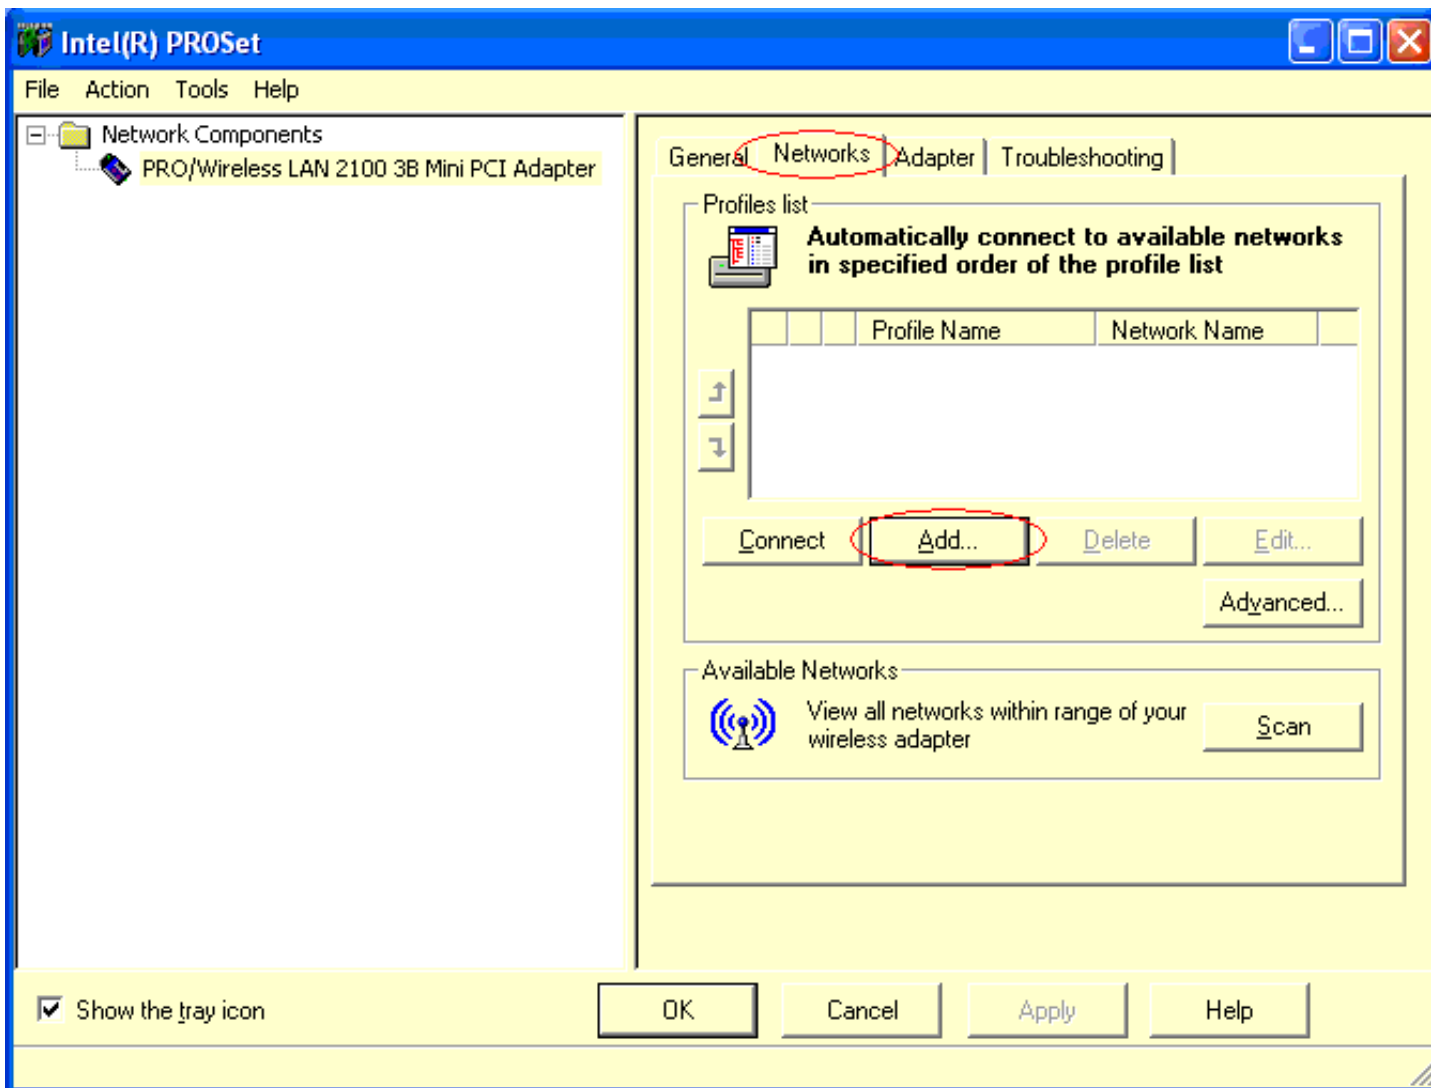 Intel(R) PROSet
File Action Tools Help
Network Components
PRO/Wireless LAN 2100 3B Mini PCI Adapter
General Networks Adapter Troubleshooting
Profiles list
Automatically connect to available networks
in specified order of the profile list
Profile Name Network Name
Connect Add... Delete Edit...
Advanced...
Available Networks
View all networks within range of your
wireless adapter
Scan
Show the tray icon
OK Cancel Apply Help